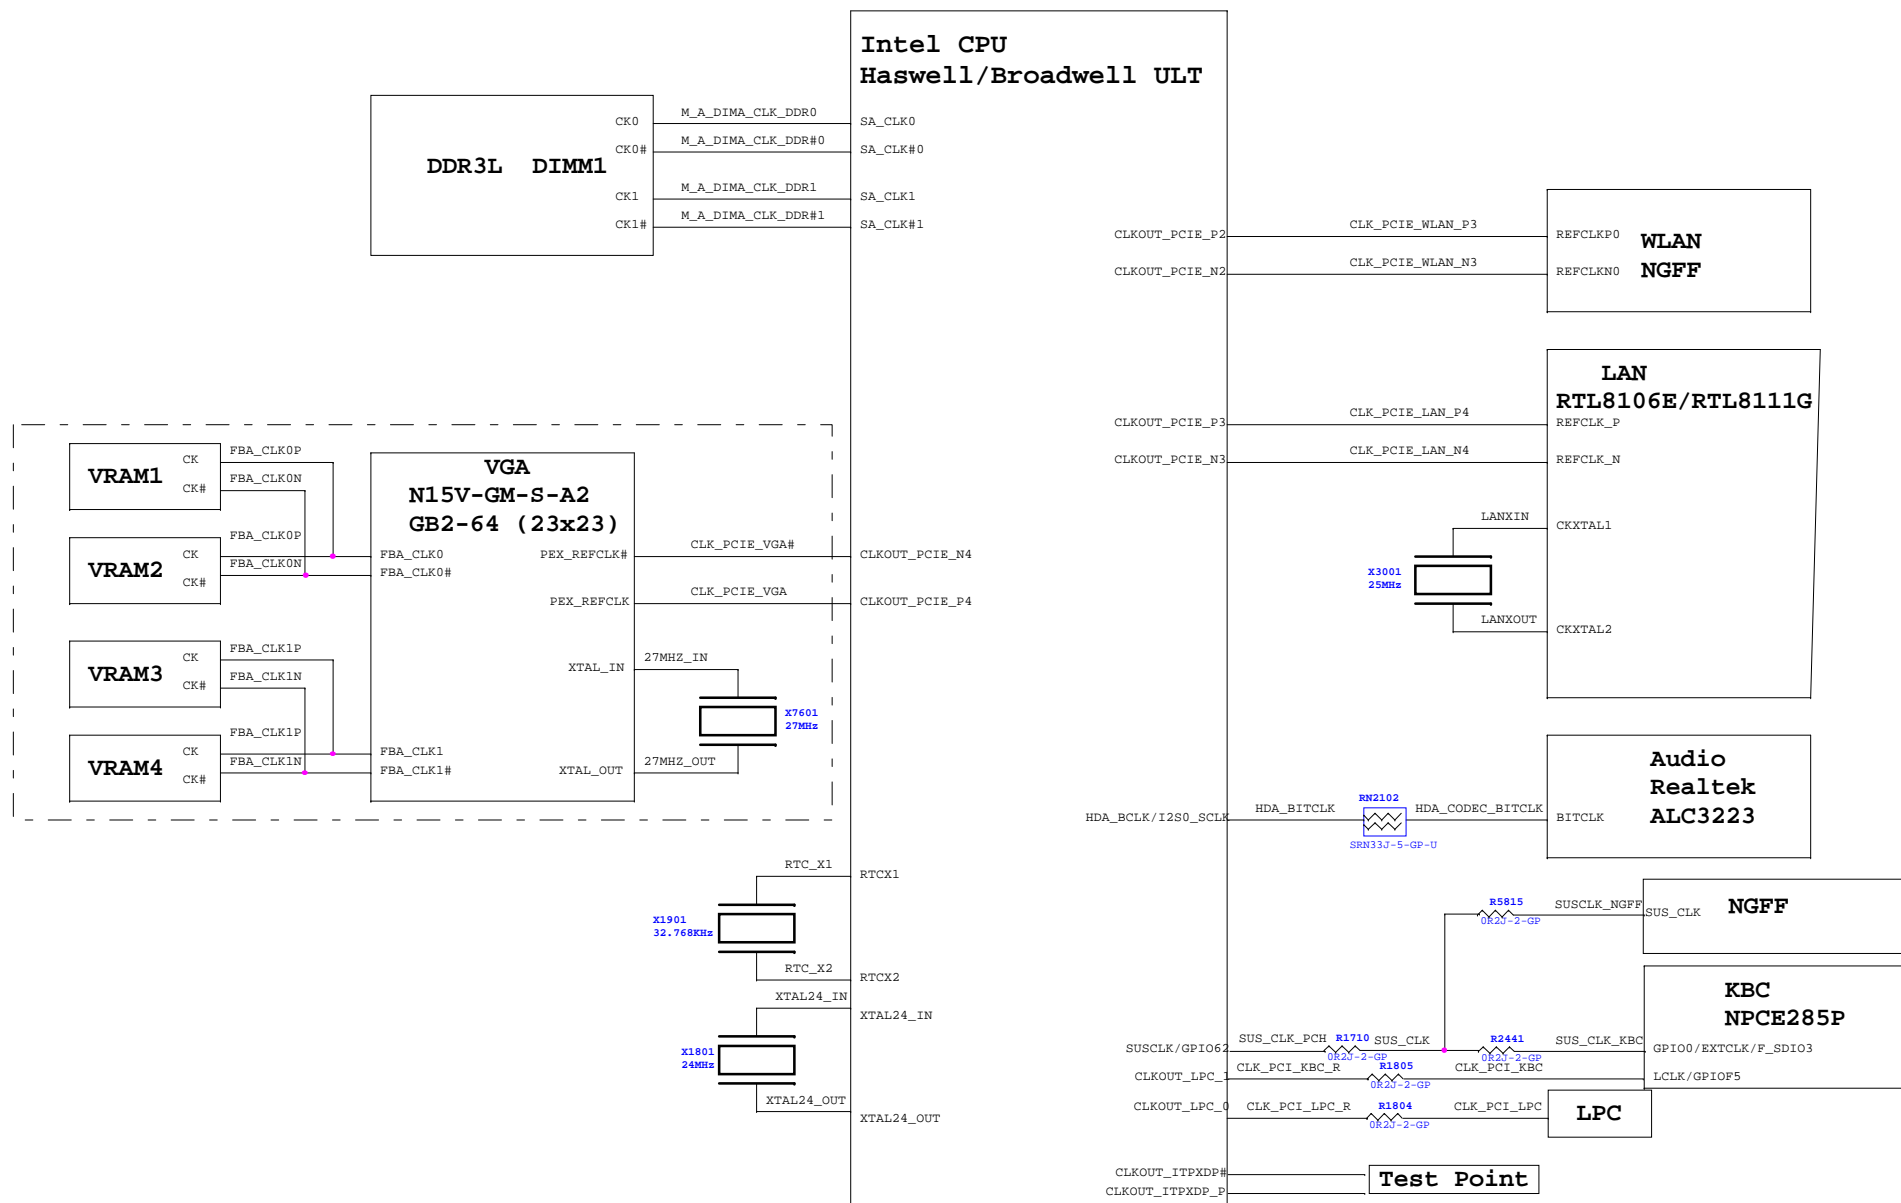 Intel CPU
Haswell/Broadwell ULT
DDR3L DIMM1
CK0
M_A_DIMA_CLK_DDR0
SA_CLK0
CK0#
M_A_DIMA_CLK_DDR#0
SA_CLK#0
CK1
M_A_DIMA_CLK_DDR1
SA_CLK1
CK1#
M_A_DIMA_CLK_DDR#1
SA_CLK#1
CLKOUT_PCIE_P2
CLK_PCIE_WLAN_P3
REFCLKP0
CLKOUT_PCIE_N2
CLK_PCIE_WLAN_N3
REFCLKN0
WLAN
NGFF
LAN
RTL8106E/RTL8111G
CLKOUT_PCIE_P3
CLK_PCIE_LAN_P4
REFCLK_P
CLKOUT_PCIE_N3
CLK_PCIE_LAN_N4
REFCLK_N
LANXIN
CKXTAL1
X3001
25MHz
LANXOUT
CKXTAL2
VRAM1
CK
FBA_CLK0P
CK#
FBA_CLK0N
VRAM2
CK
FBA_CLK0P
CK#
FBA_CLK0N
VRAM3
CK
FBA_CLK1P
CK#
FBA_CLK1N
VRAM4
CK
FBA_CLK1P
CK#
FBA_CLK1N
VGA
N15V-GM-S-A2
GB2-64 (23x23)
FBA_CLK0
FBA_CLK0#
FBA_CLK1
FBA_CLK1#
PEX_REFCLK#
CLK_PCIE_VGA#
CLKOUT_PCIE_N4
PEX_REFCLK
CLK_PCIE_VGA
CLKOUT_PCIE_P4
XTAL_IN
27MHZ_IN
X7601
27MHz
XTAL_OUT
27MHZ_OUT
Audio
Realtek
ALC3223
HDA_BCLK/I2S0_SCLK
HDA_BITCLK
RN2102
SRN33J-5-GP-U
HDA_CODEC_BITCLK
BITCLK
RTC_X1
RTCX1
X1901
32.768KHz
RTC_X2
RTCX2
XTAL24_IN
XTAL24_IN
X1801
24MHz
XTAL24_OUT
XTAL24_OUT
R5815
0R2J-2-GP
SUSCLK_NGFF
SUS_CLK
NGFF
KBC
NPCE285P
SUSCLK/GPIO62
SUS_CLK_PCH
R1710
0R2J-2-GP
SUS_CLK
R2441
0R2J-2-GP
SUS_CLK_KBC
GPIO0/EXTCLK/F_SDIO3
CLKOUT_LPC_1
CLK_PCI_KBC_R
R1805
0R2J-2-GP
CLK_PCI_KBC
LCLK/GPIOF5
CLKOUT_LPC_0
CLK_PCI_LPC_R
R1804
0R2J-2-GP
CLK_PCI_LPC
LPC
CLKOUT_ITPXDP#
CLKOUT_ITPXDP_P
Test Point